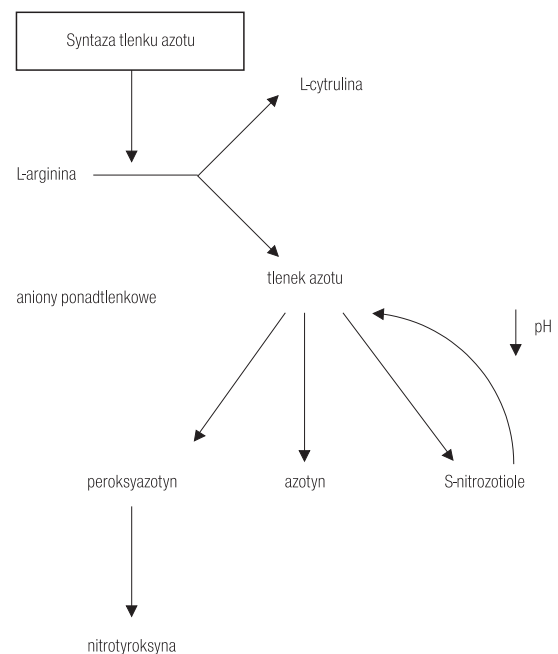 Syntaza tlenku azotu
L-cytrulina
L-arginina
tlenek azotu
aniony ponadtlenkowe
pH
peroksyazotyn
azotyn
S-nitrozotiole
nitrotyroksyna